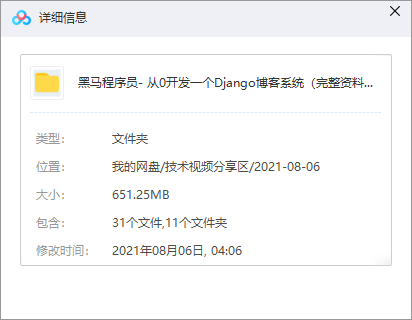 详细信息
黑马程序员- 从0开发一个Django博客系统（完整资料...
类型： 文件夹
位置： 我的网盘/技术视频分享区/2021-08-06
大小： 651.25MB
包含： 31个文件,11个文件夹
修改时间： 2021年08月06日, 04:06